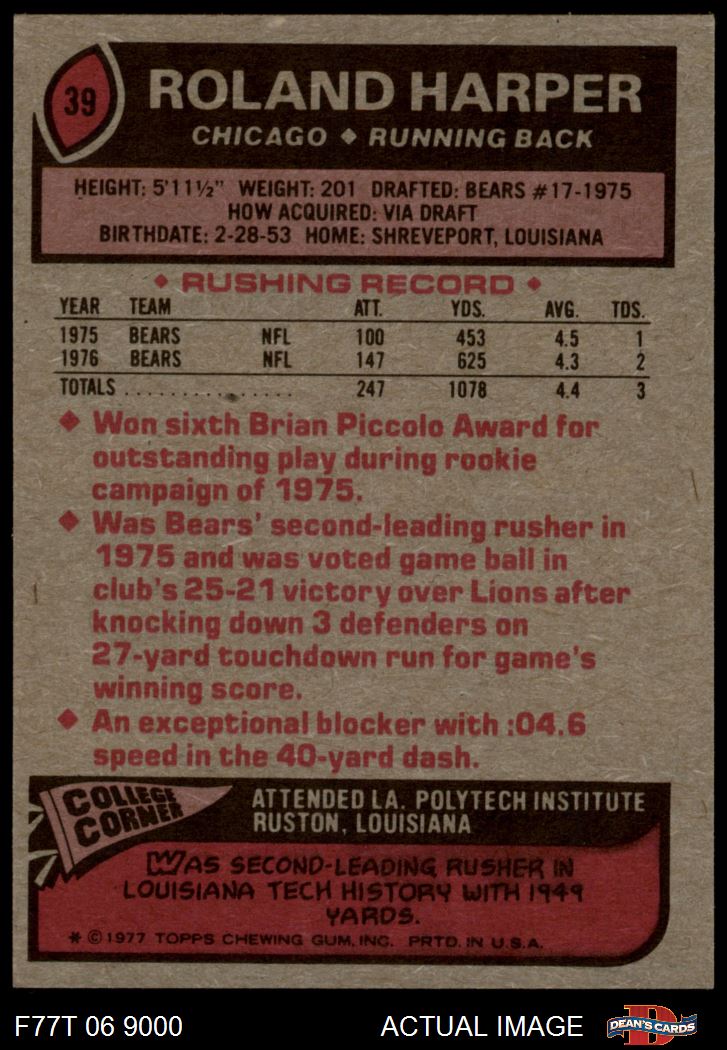 39
ROLAND HARPER
CHICAGO ◆ RUNNING BACK
HEIGHT: 5'11½" WEIGHT: 201 DRAFTED: BEARS #17-1975
HOW ACQUIRED: VIA DRAFT
BIRTHDATE: 2-28-53 HOME: SHREVEPORT, LOUISIANA
◆ RUSHING RECORD ◆
YEAR TEAM ATT. YDS. AVG. TDS.
1975 BEARS NFL 100 453 4.5 1
1976 BEARS NFL 147 625 4.3 2
TOTALS . . . . . . . . . . . . . . . . 247 1078 4.4 3
◆ Won sixth Brian Piccolo Award for
outstanding play during rookie
campaign of 1975.
◆ Was Bears' second-leading rusher in
1975 and was voted game ball in
club's 25-21 victory over Lions after
knocking down 3 defenders on
27-yard touchdown run for game's
winning score.
◆ An exceptional blocker with :04.6
speed in the 40-yard dash.
COLLEGE
CORNER
ATTENDED LA. POLYTECH INSTITUTE
RUSTON, LOUISIANA
WAS SECOND-LEADING RUSHER IN
LOUISIANA TECH HISTORY WITH 1949
YARDS.
* © 1977 TOPPS CHEWING GUM, INC. PRTD. IN U.S.A.
F77T 06 9000 ACTUAL IMAGE
D
DEAN'S CARDS